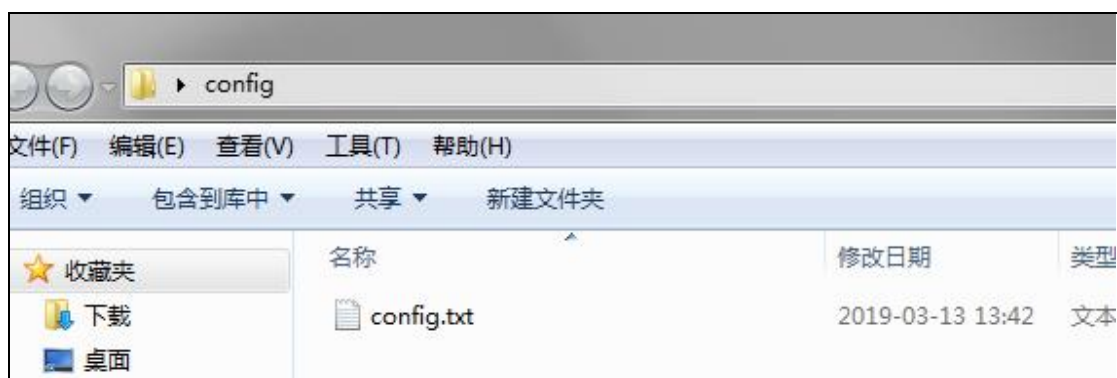 config
文件(F) 编辑(E) 查看(V) 工具(T) 帮助(H)
组织 包含到库中 共享 新建文件夹
名称 修改日期 类型
收藏夹
下载 config.txt 2019-03-13 13:42 文本
桌面